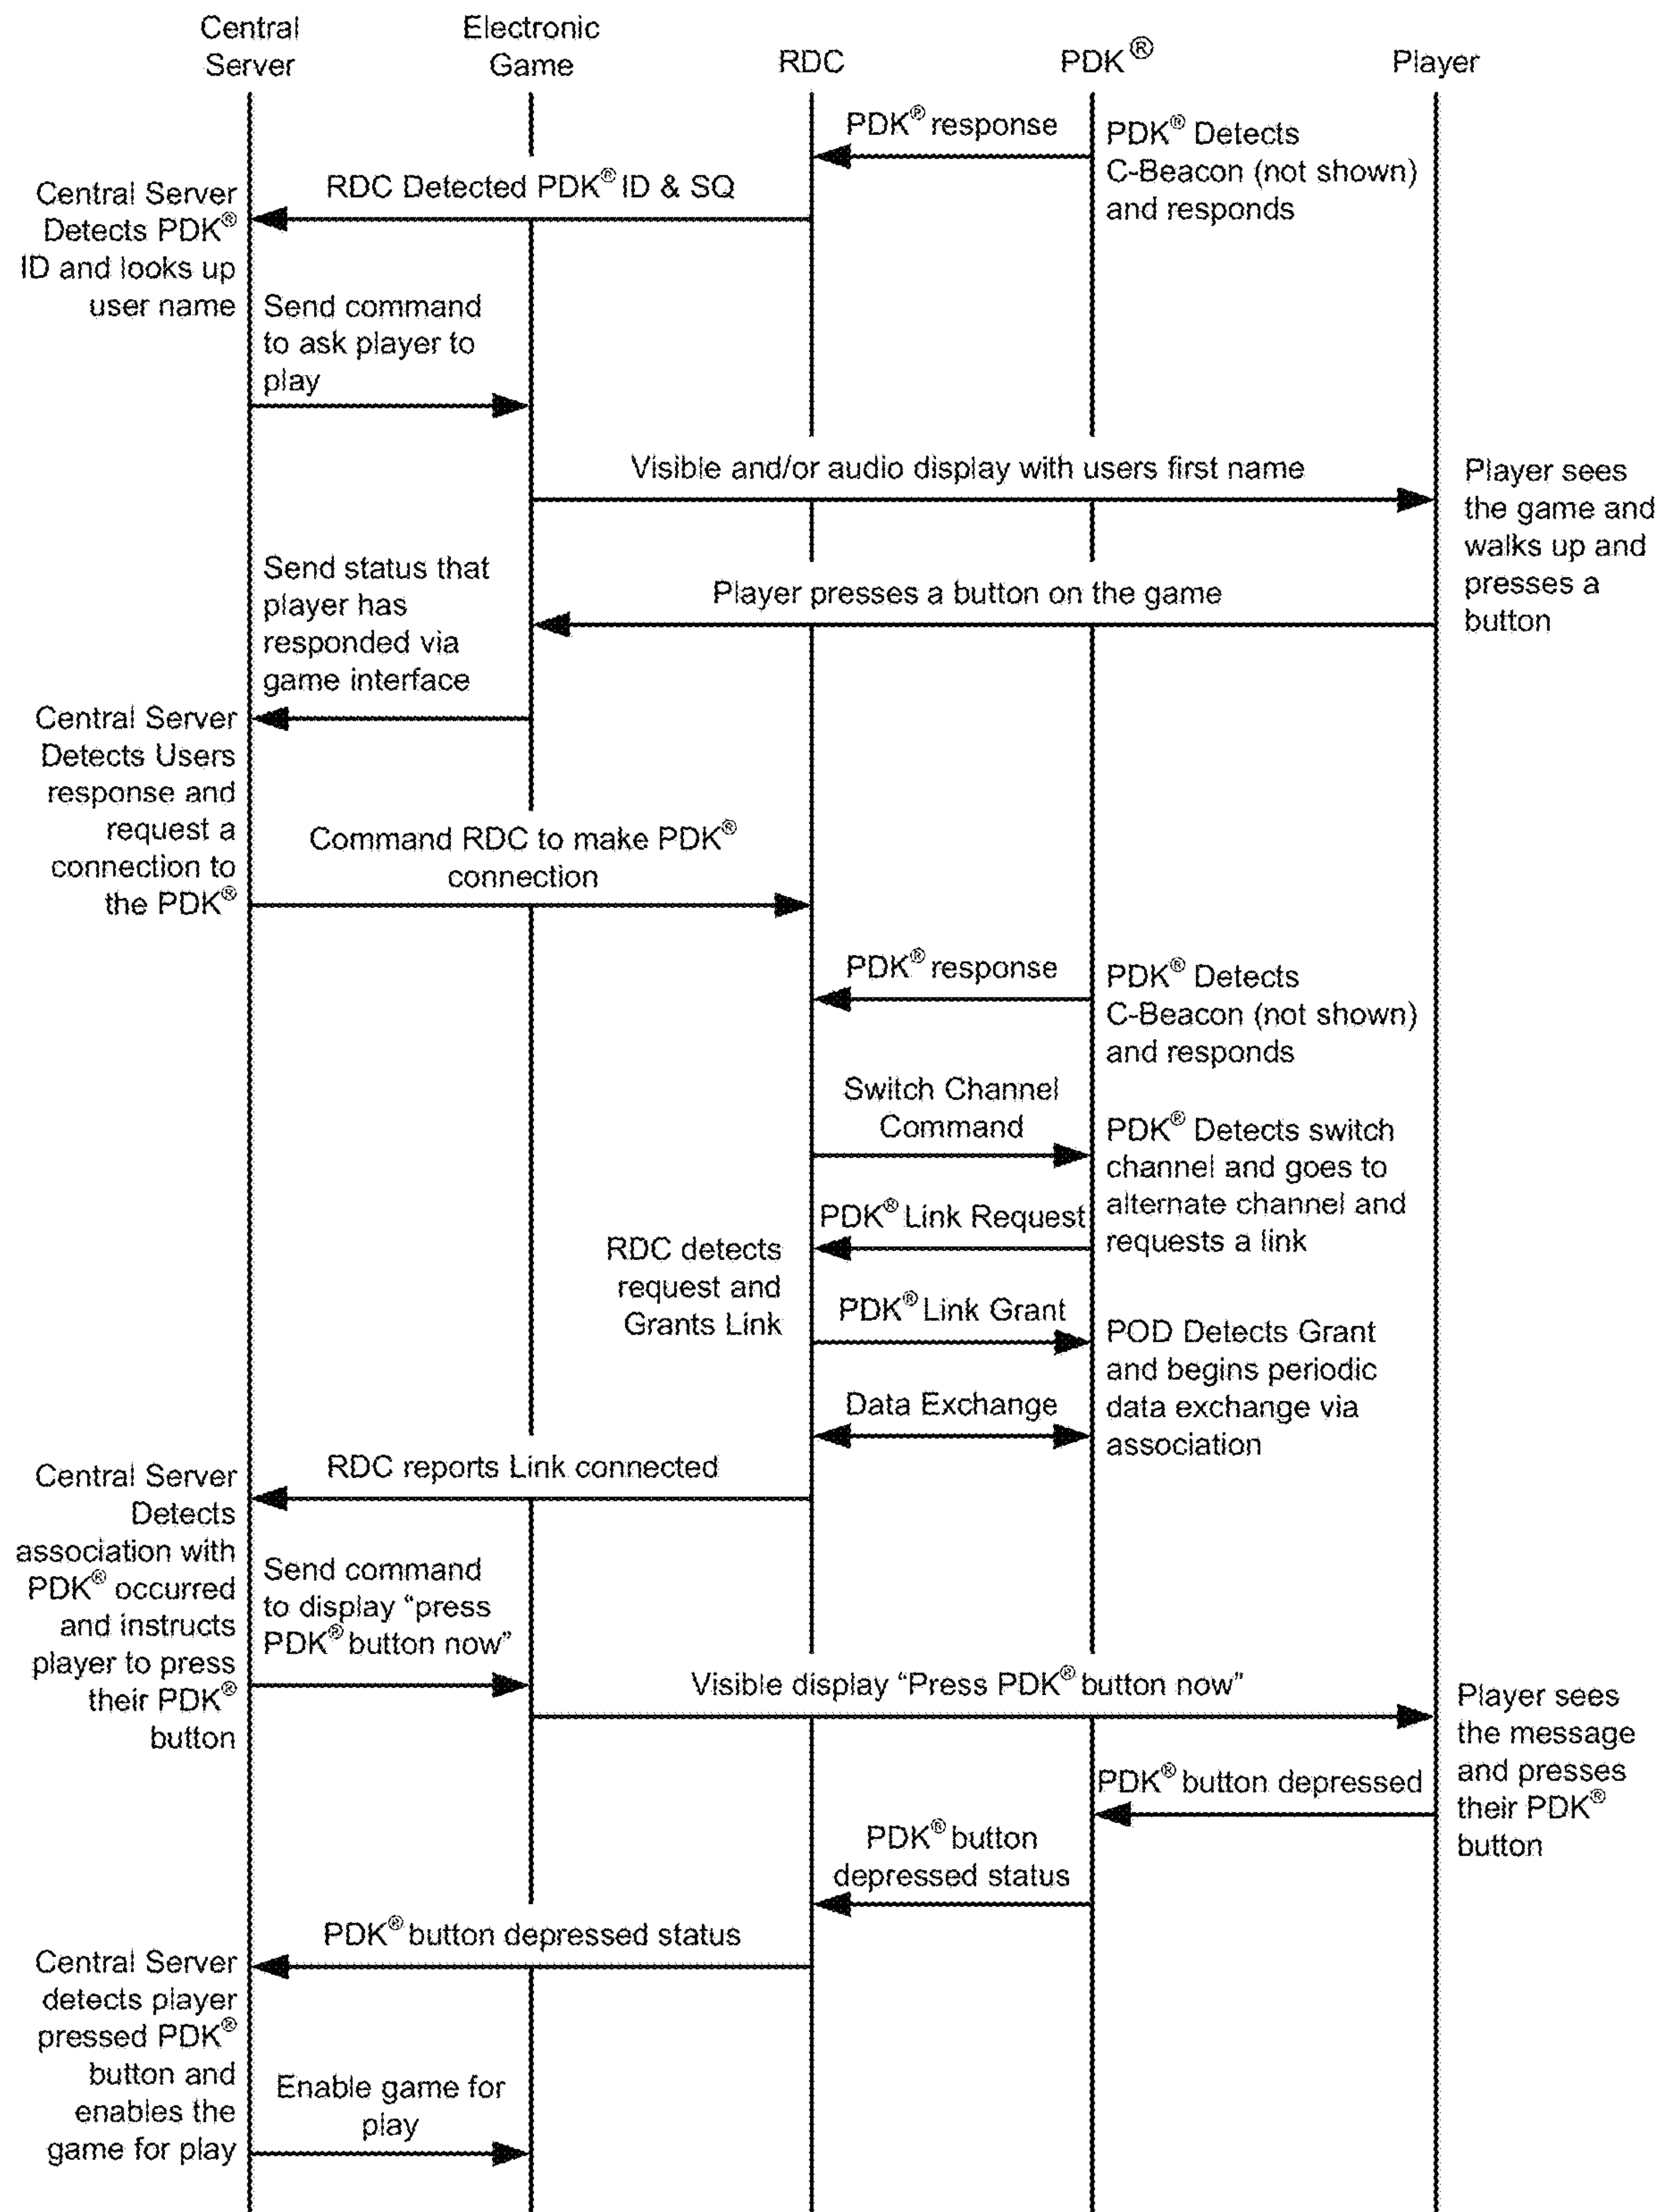 Central
Server
Electronic
Game
RDC
PDK®
Player
PDK® response
PDK® Detects
C-Beacon (not shown)
and responds
RDC Detected PDK® ID & SQ
Central Server
Detects PDK®
ID and looks up
user name
Send command
to ask player to
play
Visible and/or audio display with users first name
Player sees
the game and
walks up and
presses a
button
Player presses a button on the game
Send status that
player has
responded via
game interface
Central Server
Detects Users
response and
request a
connection to
the PDK®
Command RDC to make PDK®
connection
PDK® response
PDK® Detects
C-Beacon (not shown)
and responds
Switch Channel
Command
PDK® Detects switch
channel and goes to
alternate channel and
requests a link
PDK® Link Request
RDC detects
request and
Grants Link
PDK® Link Grant
POD Detects Grant
and begins periodic
data exchange via
association
Data Exchange
RDC reports Link connected
Central Server
Detects
association with
PDK® occurred
and instructs
player to press
their PDK®
button
Send command
to display “press
PDK® button now”
Visible display “Press PDK® button now”
Player sees
the message
and presses
their PDK®
button
PDK® button depressed
PDK® button
depressed status
PDK® button depressed status
Central Server
detects player
pressed PDK®
button and
enables the
game for play
Enable game for
play